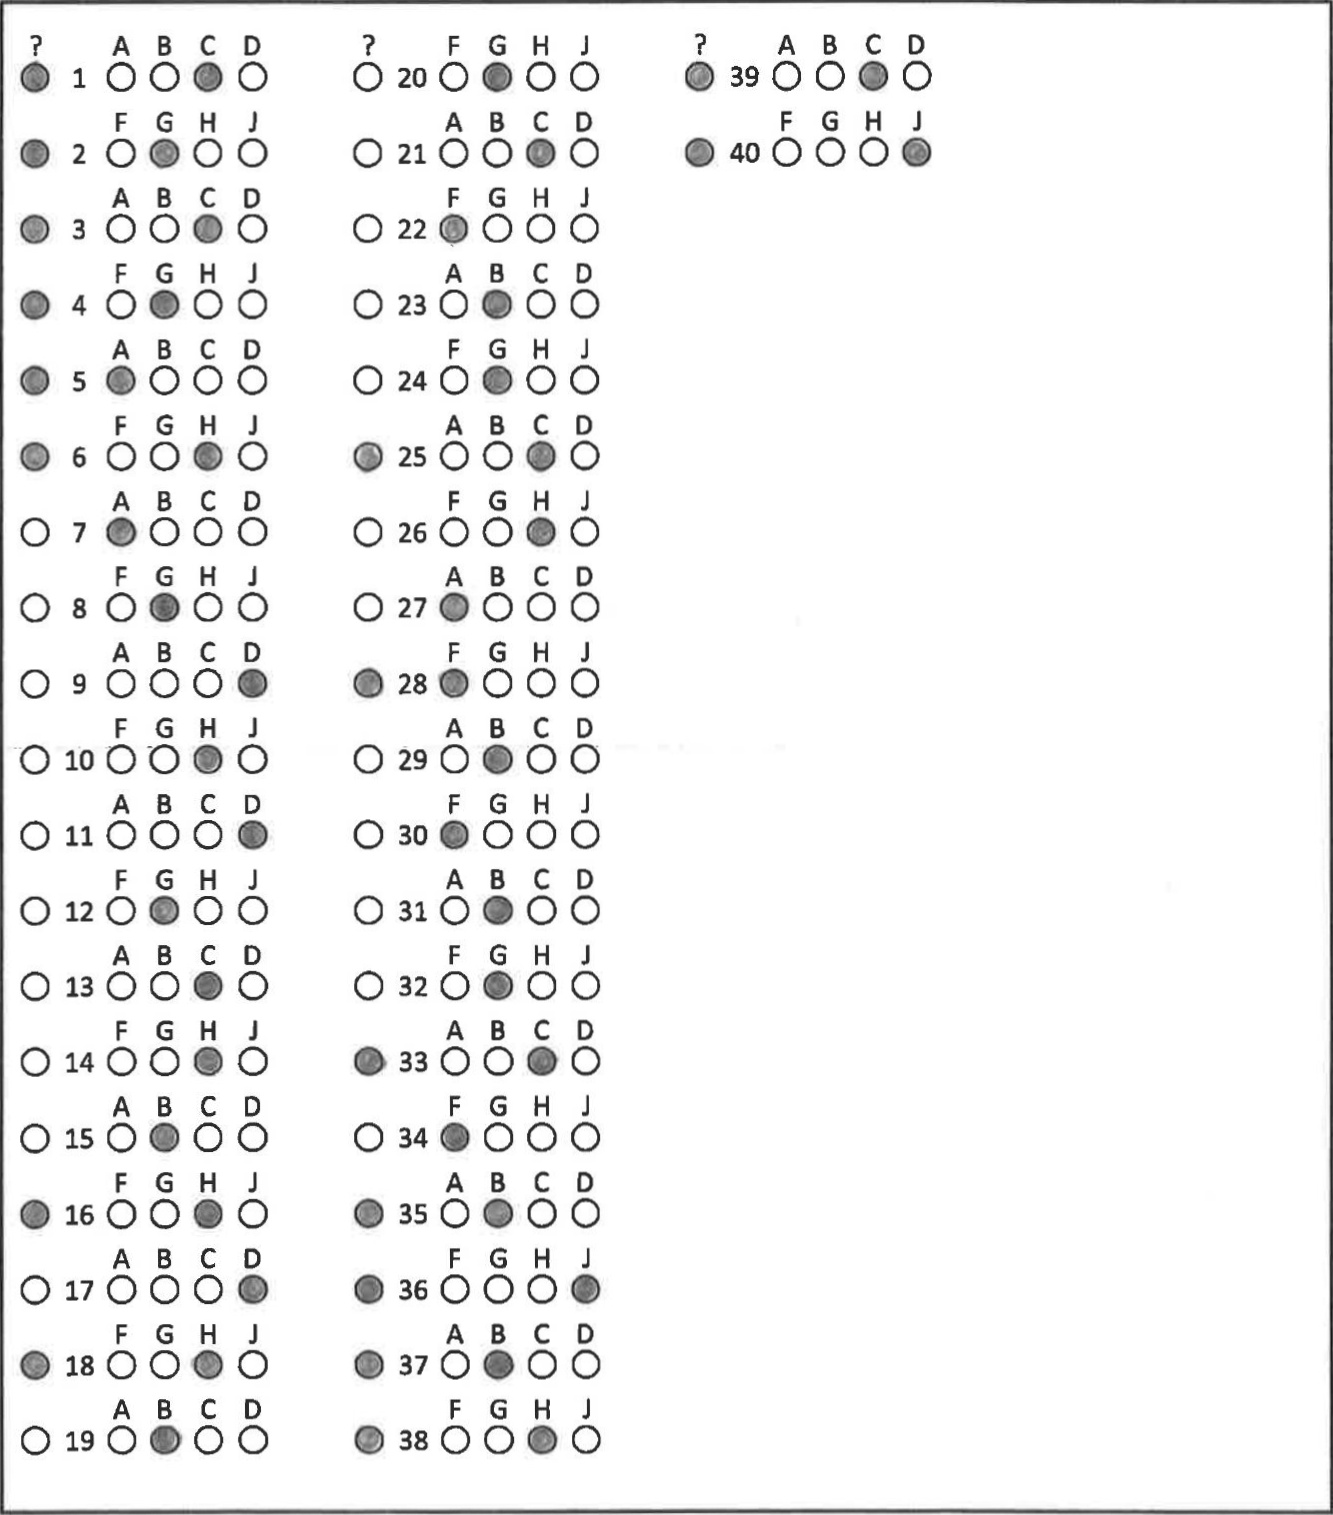 ? A B C D
1
F G H J
2
A B C D
3
F G H J
4
A B C D
5
F G H J
6
A B C D
7
F G H J
8
A B C D
9
F G H J
10
A B C D
11
F G H J
12
A B C D
13
F G H J
14
A B C D
15
F G H J
16
A B C D
17
F G H J
18
A B C D
19
? F G H J
20
A B C D
21
F G H J
22
A B C D
23
F G H J
24
A B C D
25
F G H J
26
A B C D
27
F G H J
28
A B C D
29
F G H J
30
A B C D
31
F G H J
32
A B C D
33
F G H J
34
A B C D
35
F G H J
36
A B C D
37
F G H J
38
? A B C D
39
F G H J
40